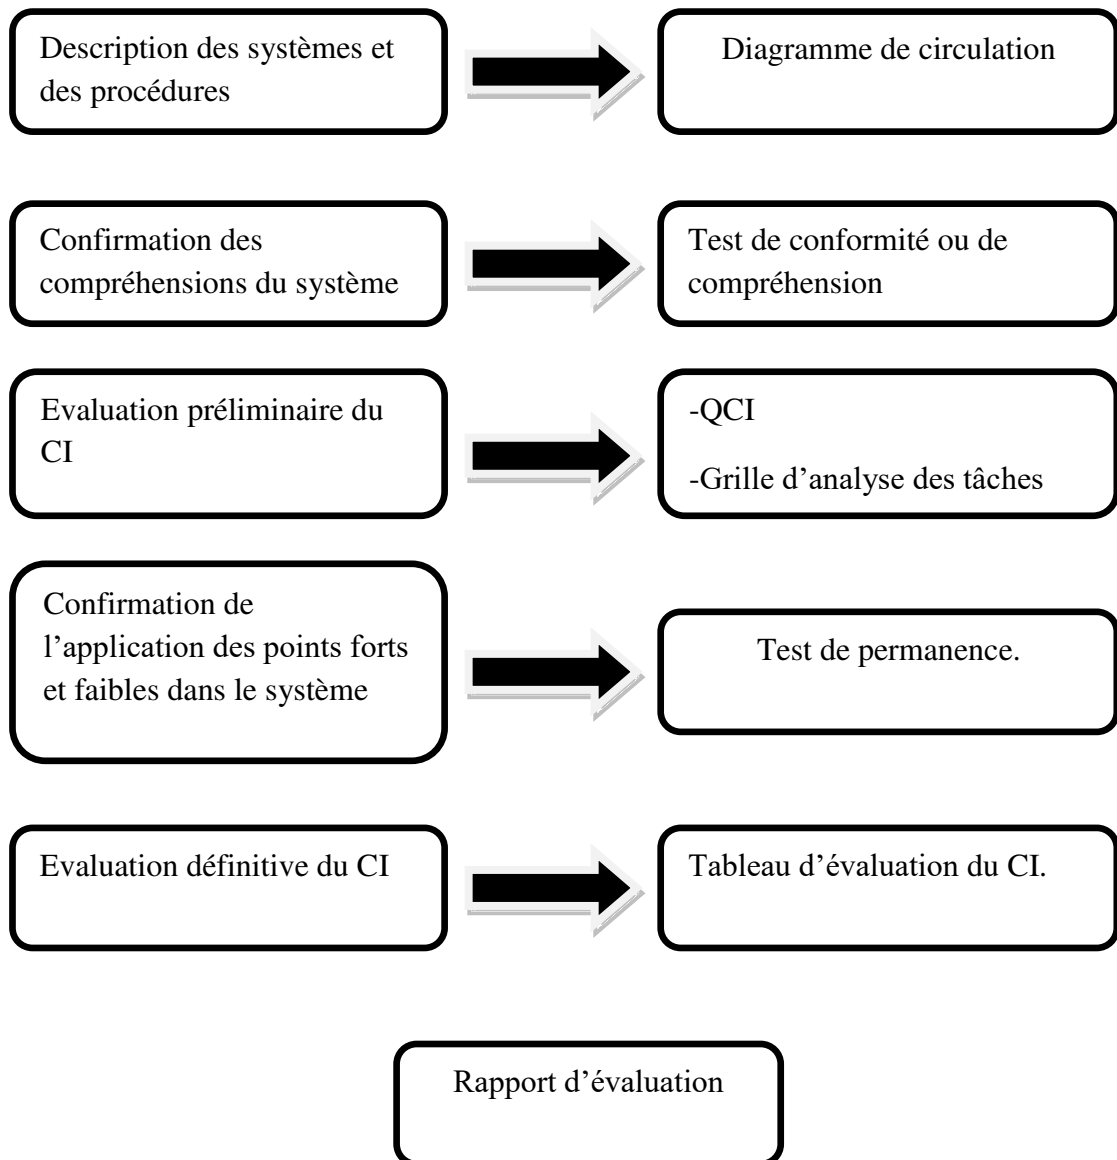 Description des systèmes et
des procédures
Diagramme de circulation
Confirmation des
compréhensions du système
Test de conformité ou de
compréhension
Evaluation préliminaire du
CI
-QCI
-Grille d’analyse des tâches
Confirmation de
l’application des points forts
et faibles dans le système
Test de permanence.
Evaluation définitive du CI
Tableau d’évaluation du CI.
Rapport d’évaluation